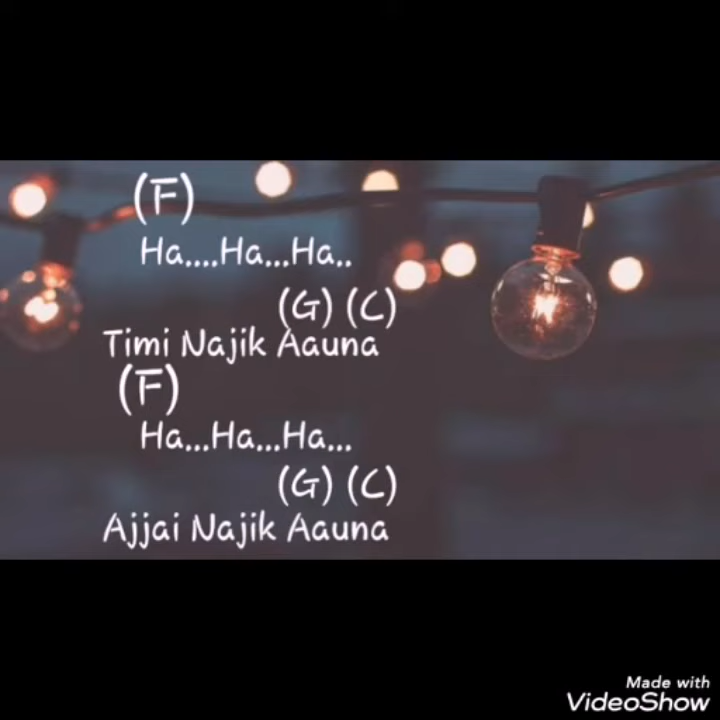 (F)
Ha....Ha...Ha..
(G) (C)
Timi Najik Aauna
(F)
Ha...Ha...Ha...
(G) (C)
Ajjai Najik Aauna
Made with
VideoShow